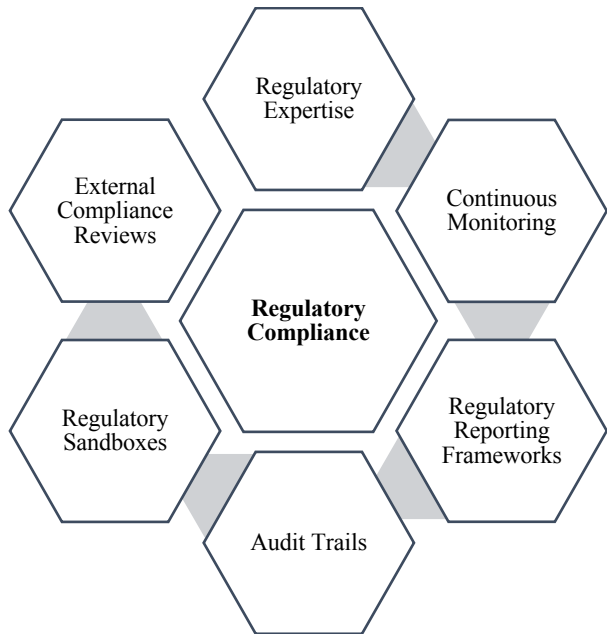 Regulatory
Expertise
Continuous
Monitoring
Regulatory
Reporting
Frameworks
Audit Trails
Regulatory
Sandboxes
External
Compliance
Reviews
Regulatory
Compliance